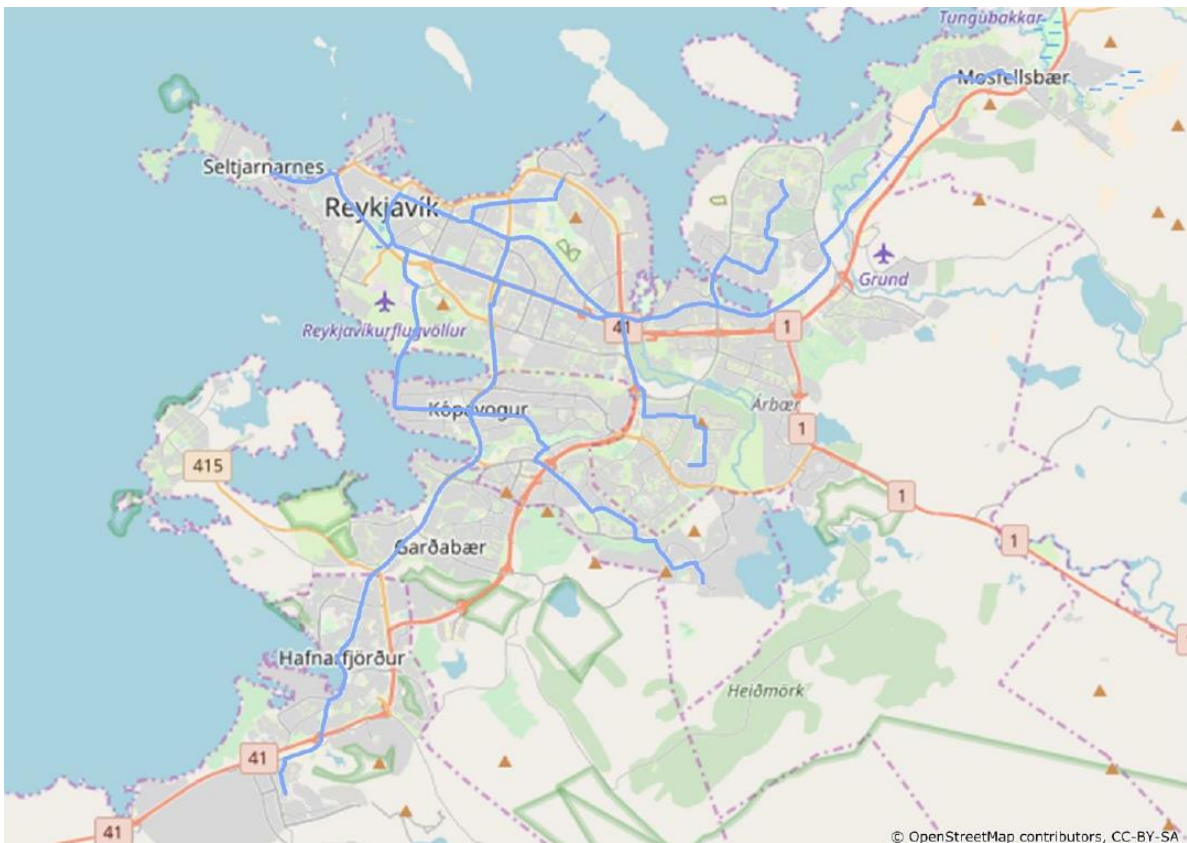 Tungubakkar
Mosfellsbær
Seltjarnarnes
Reykjavík
Grund
Reykjavíkurflugvöllur
41
1
Árbær
Kópavogur
1
415
1
1
Garðabær
Hafnarfjörður
Heiðmörk
41
41
© OpenStreetMap contributors, CC-BY-SA